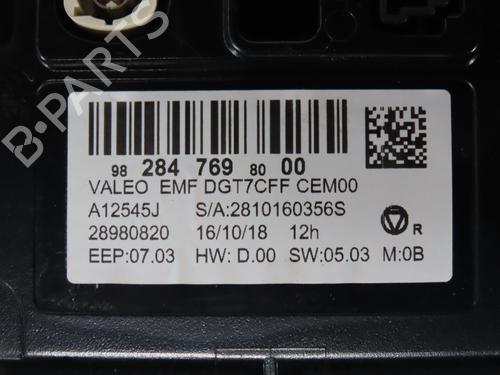 B-PARTS
98 284 769 80 00
VALEO EMF DGT7CFF CEM00
A12545J S/A:2810160356S
28980820 16/10/18 12h
R
EEP:07.03 HW: D.00 SW:05.03 M:0B